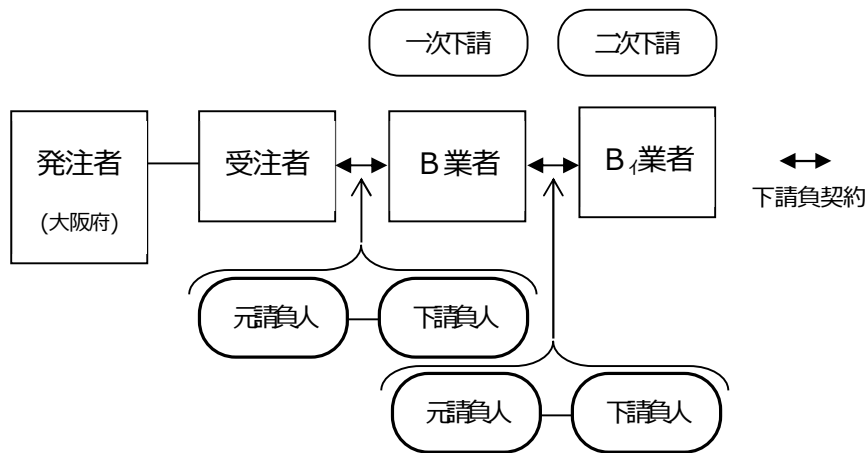 一次下請
二次下請
発注者
(大阪府)
受注者
B業者
Bィ業者
下請負契約
元請負人
下請負人
元請負人
下請負人